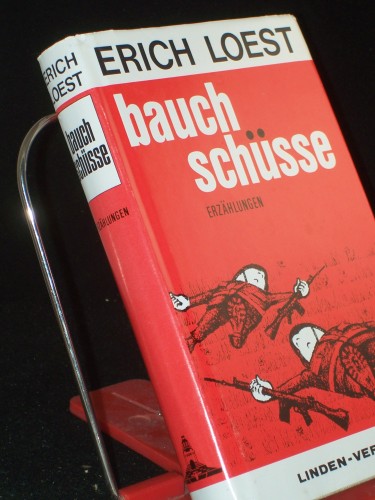 ERICH LOEST
bauch
schüsse
ERZÄHLUNGEN
LINDEN-VER
ERICH
LOEST
bauch
schüsse
ERZÄHLUNGEN